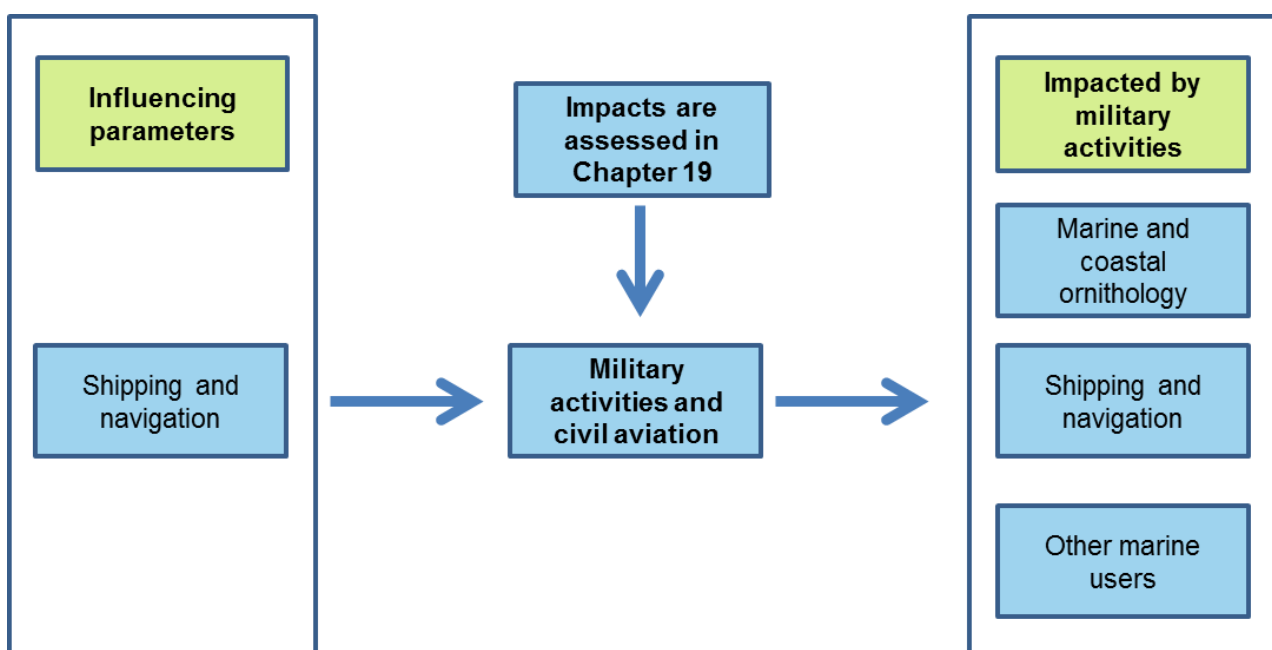 Influencing
parameters
Shipping and
navigation
Impacts are
assessed in
Chapter 19
Military
activities and
civil aviation
Impacted by
military
activities
Marine and
coastal
ornithology
Shipping and
navigation
Other marine
users